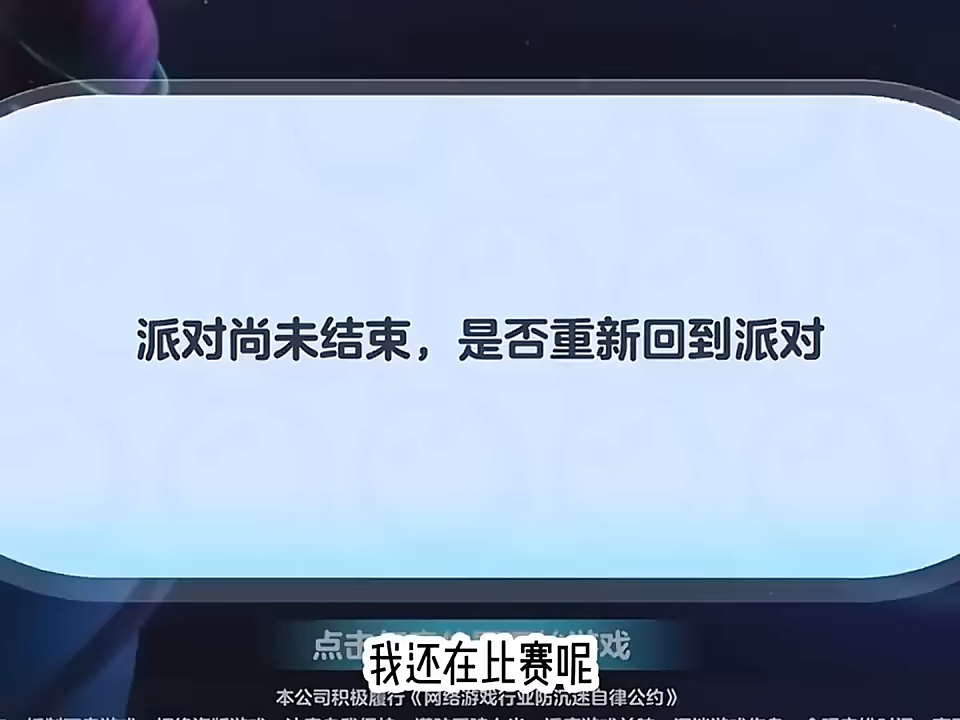 派对尚未结束，是否重新回到派对
点击 游戏
我还在比赛呢
本公司积极履行《网络游戏行业防沉迷自律公约》